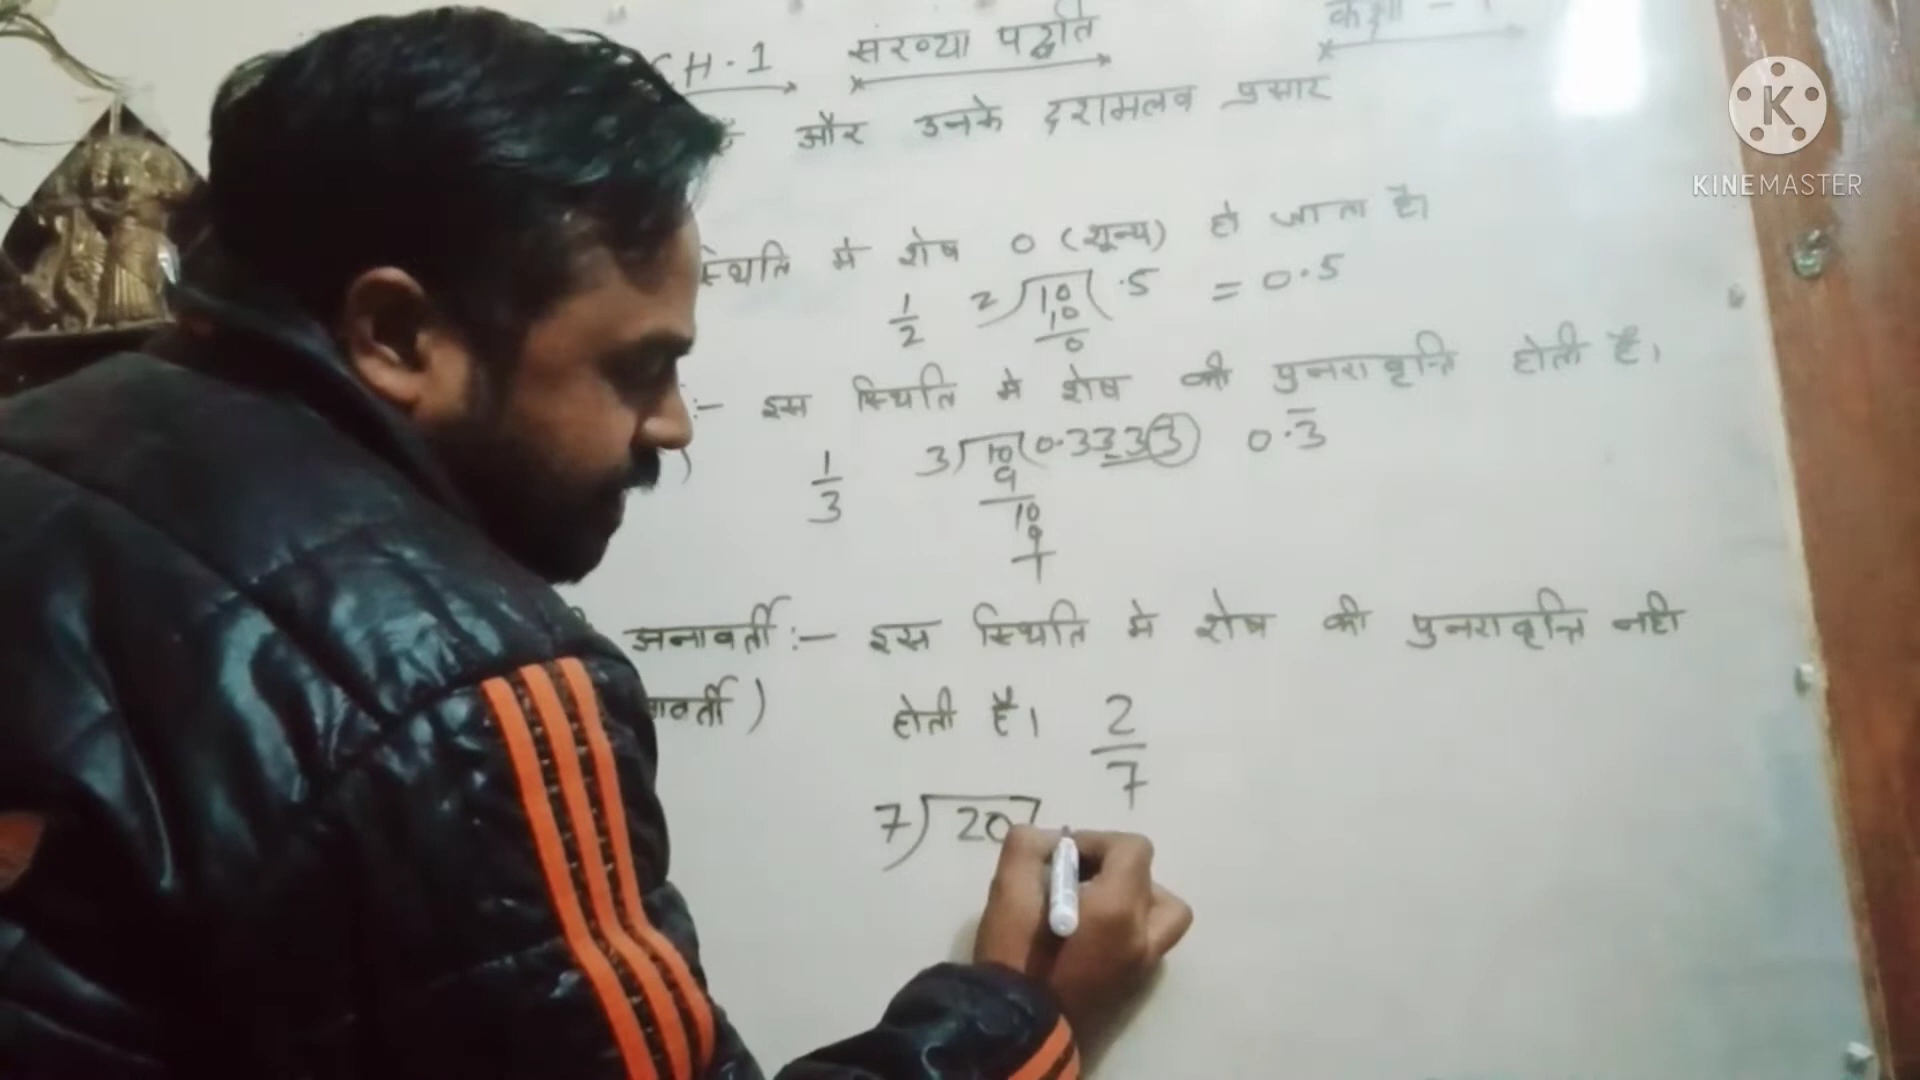 CH-1 संख्या पद्धति
और उनके दशमलव प्रसार
स्थिति मे शेष 0 (शून्य) हो जाता है।
1/2 2)10(.5 = 0.5
10
0
:- इस स्थिति मे शेष की पुनरावृत्ति होती है।
1/3 3)10(0.3333 0.3̅
9
10
9
1
अनावर्ती :- इस स्थिति मे शेष की पुनरावृत्ति नही
होती है। 2/7
7)20
KINEMASTER